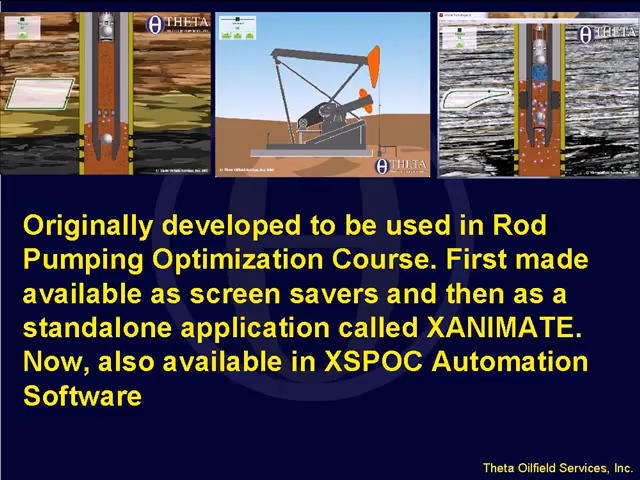 THETA
THETA
THETA
Originally developed to be used in Rod
Pumping Optimization Course. First made
available as screen savers and then as a
standalone application called XANIMATE.
Now, also available in XSPOC Automation
Software
Theta Oilfield Services, Inc.